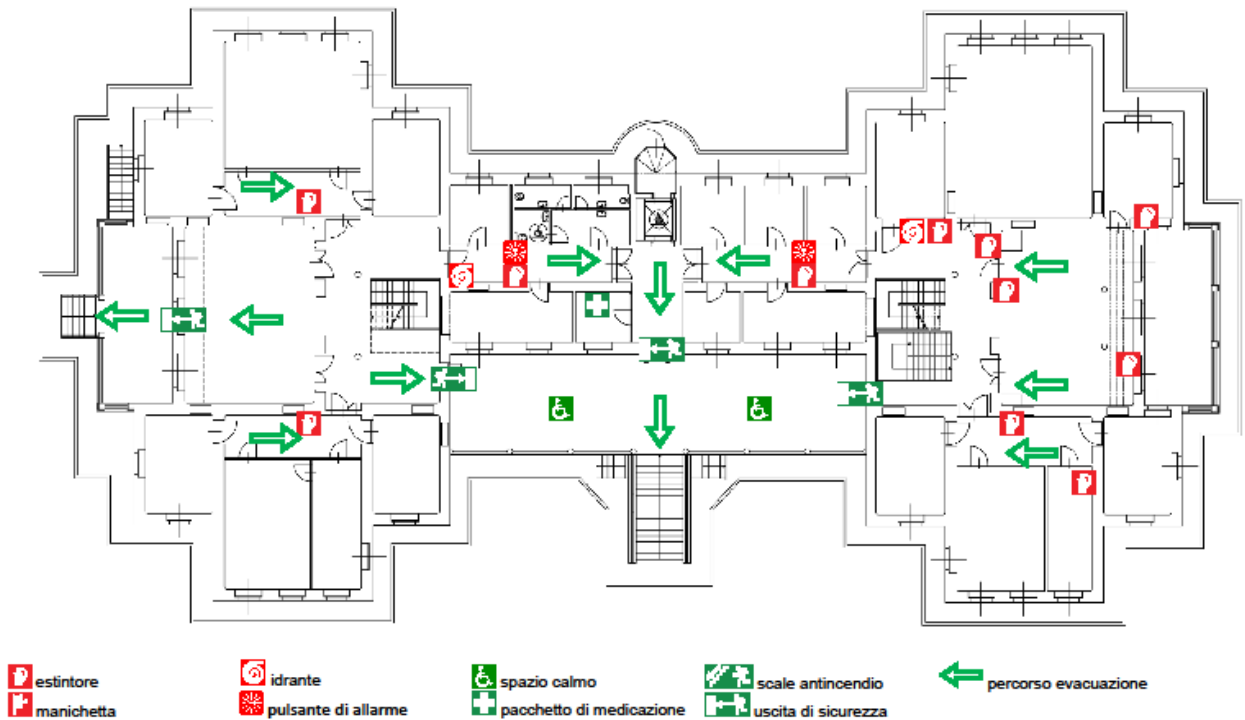 estintore
idrante
spazio calmo
scale antincendio
percorso evacuazione
manichetta
pulsante di allarme
pacchetto di medicazione
uscita di sicurezza